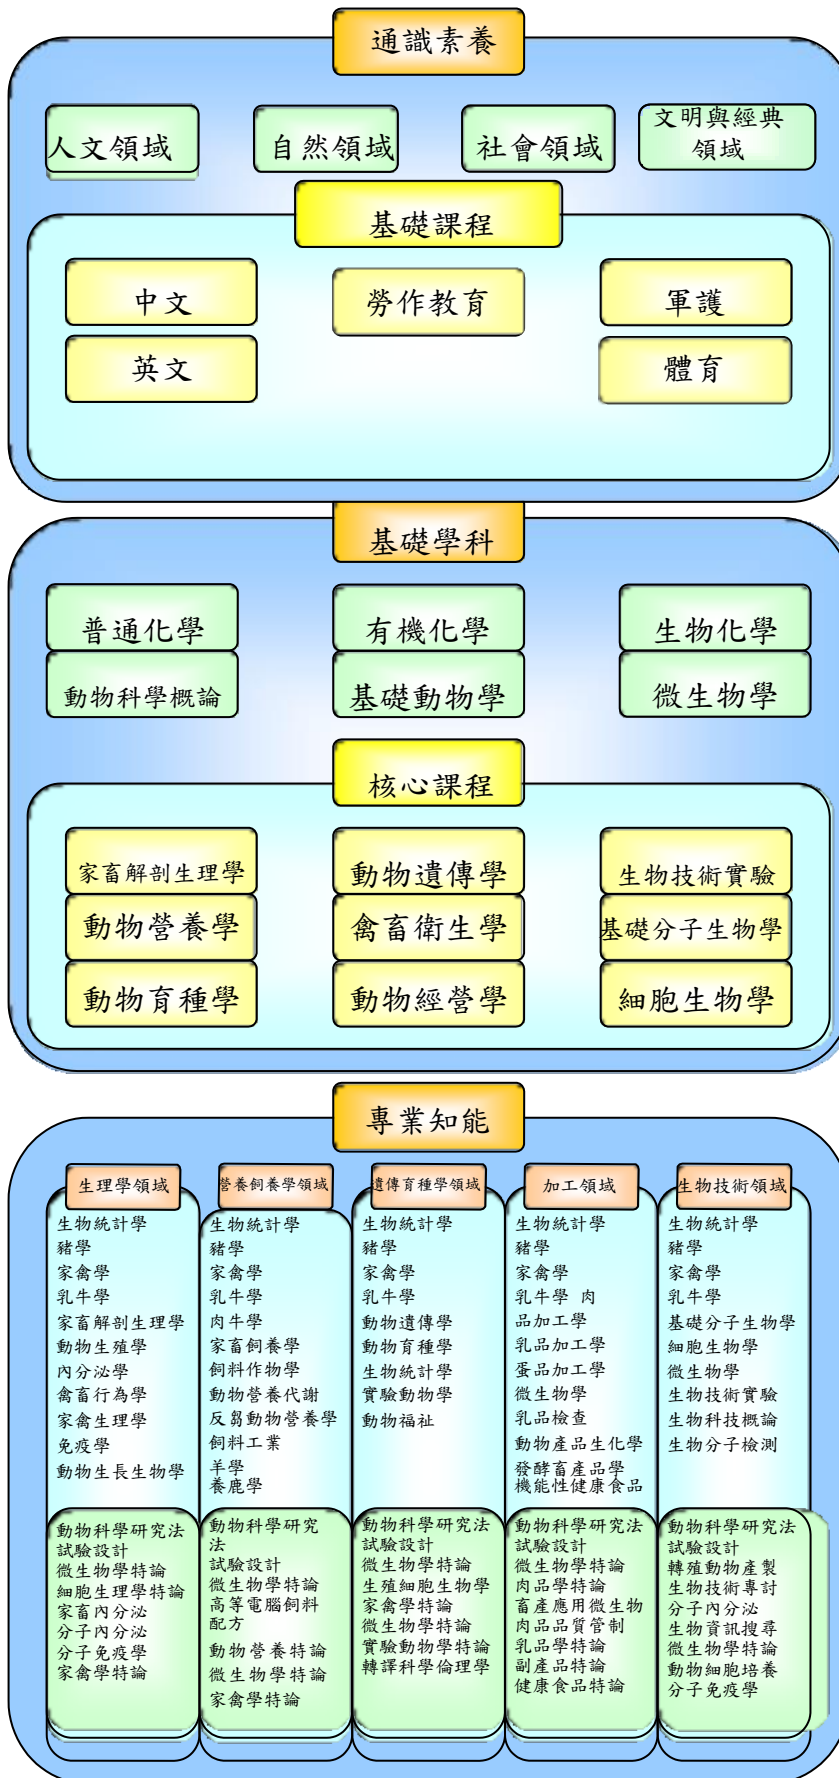 通識素養
人文領域
自然領域
社會領域
文明與經典
領域
基礎課程
中文
勞作教育
軍護
英文
體育
基礎學科
普通化學
有機化學
生物化學
動物科學概論
基礎動物學
微生物學
核心課程
家畜解剖生理學
動物遺傳學
生物技術實驗
動物營養學
禽畜衛生學
基礎分子生物學
動物育種學
動物經營學
細胞生物學
專業知能
生理學領域
生物統計學
豬學
家禽學
乳牛學
家畜解剖生理學
動物生殖學
內分泌學
禽畜行為學
家禽生理學
免疫學
動物生長生物學
動物科學研究法
試驗設計
微生物學特論
細胞生理學特論
家畜內分泌
分子內分泌
分子免疫學
家禽學特論
營養飼養學領域
生物統計學
豬學
家禽學
乳牛學
肉牛學
家畜飼養學
飼料作物學
動物營養代謝
反芻動物營養學
飼料工業
羊學
養鹿學
動物科學研究
法
試驗設計
微生物學特論
高等電腦飼料
配方
動物營養特論
微生物學特論
家禽學特論
遺傳育種學領域
生物統計學
豬學
家禽學
乳牛學
動物遺傳學
動物育種學
生物統計學
實驗動物學
動物福祉
動物科學研究法
試驗設計
微生物學特論
生殖細胞生物學
家禽學特論
微生物學特論
實驗動物學特論
轉譯科學倫理學
加工領域
生物統計學
豬學
家禽學
乳牛學 肉
品加工學
乳品加工學
蛋品加工學
微生物學
乳品檢查
動物產品生化學
發酵畜產品學
機能性健康食品
動物科學研究法
試驗設計
微生物學特論
肉品學特論
畜產應用微生物
肉品品質管制
乳品學特論
副產品特論
健康食品特論
生物技術領域
生物統計學
豬學
家禽學
乳牛學
基礎分子生物學
細胞生物學
微生物學
生物技術實驗
生物科技概論
生物分子檢測
動物科學研究法
試驗設計
轉殖動物產製
生物技術專討
分子內分泌
生物資訊搜尋
微生物學特論
動物細胞培養
分子免疫學